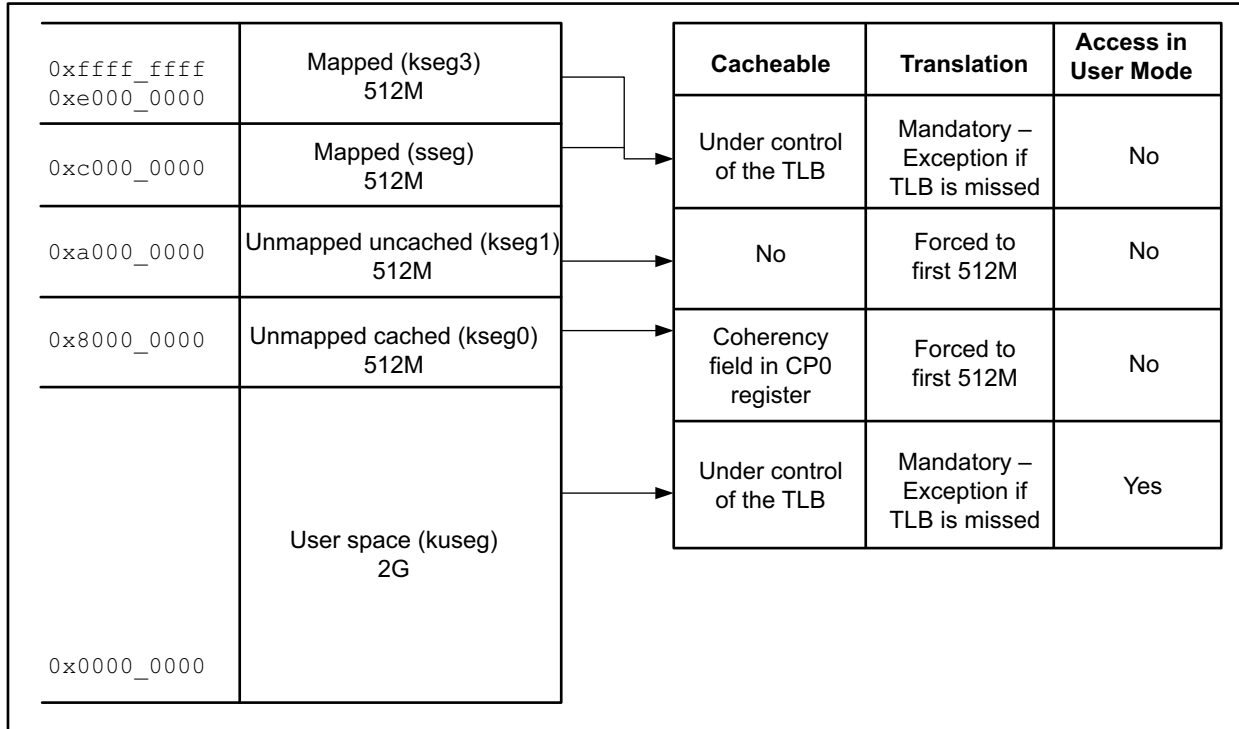 0xffff_ffff
0xe000_0000
Mapped (kseg3)
512M
0xc000_0000
Mapped (sseg)
512M
0xa000_0000
Unmapped uncached (kseg1)
512M
0x8000_0000
Unmapped cached (kseg0)
512M
User space (kuseg)
2G
0x0000_0000
Cacheable
Translation
Access in
User Mode
Under control
of the TLB
Mandatory –
Exception if
TLB is missed
No
No
Forced to
first 512M
No
Coherency
field in CP0
register
Forced to
first 512M
No
Under control
of the TLB
Mandatory –
Exception if
TLB is missed
Yes